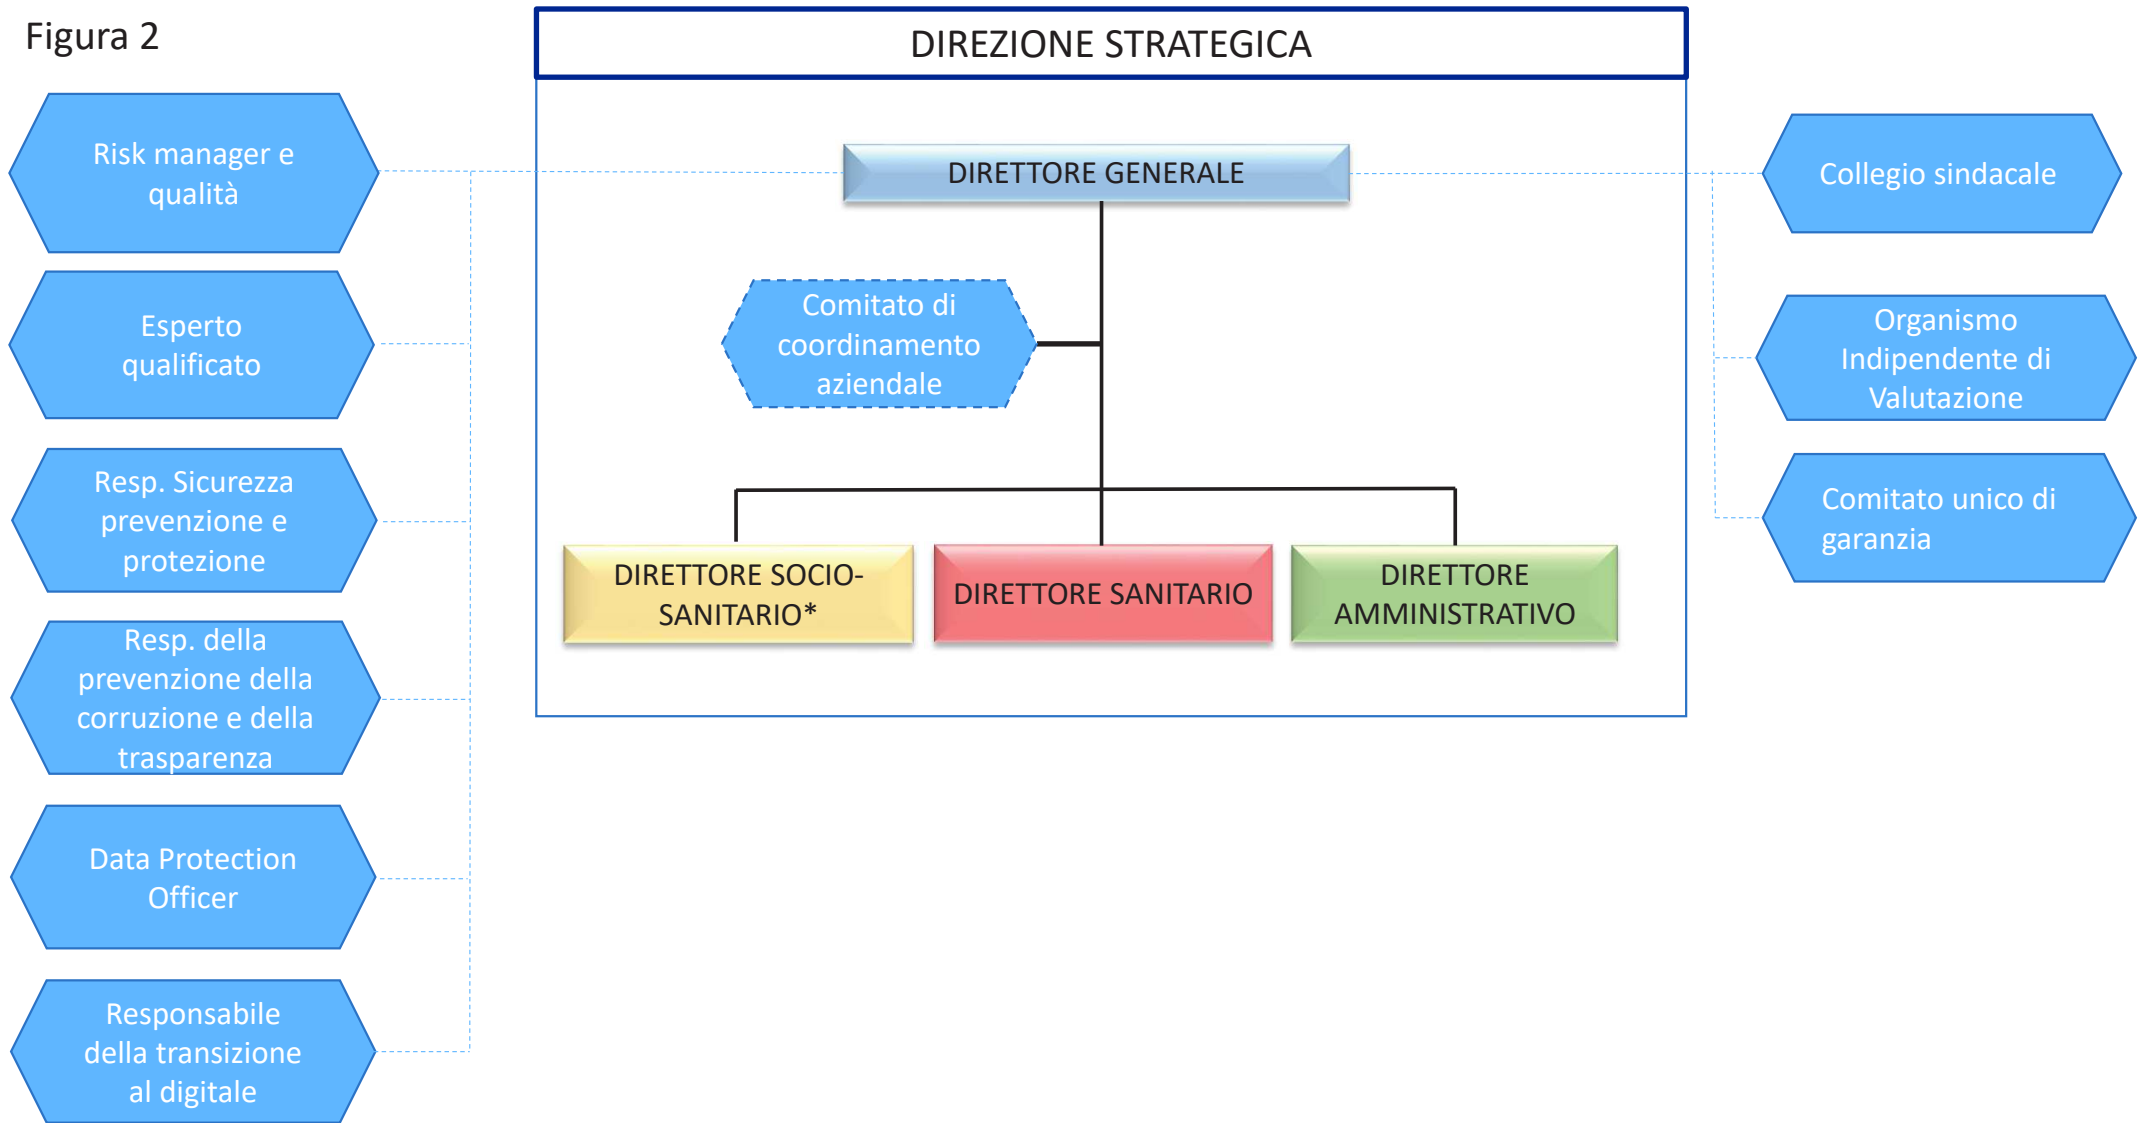 Figura 2
DIREZIONE STRATEGICA
Risk manager e
qualità
Esperto
qualificato
Resp. Sicurezza
prevenzione e
protezione
Resp. della
prevenzione della
corruzione e della
trasparenza
Data Protection
Officer
Responsabile
della transizione
al digitale
DIRETTORE GENERALE
Comitato di
coordinamento
aziendale
DIRETTORE SOCIO-
SANITARIO*
DIRETTORE SANITARIO
DIRETTORE
AMMINISTRATIVO
Collegio sindacale
Organismo
Indipendente di
Valutazione
Comitato unico di
garanzia